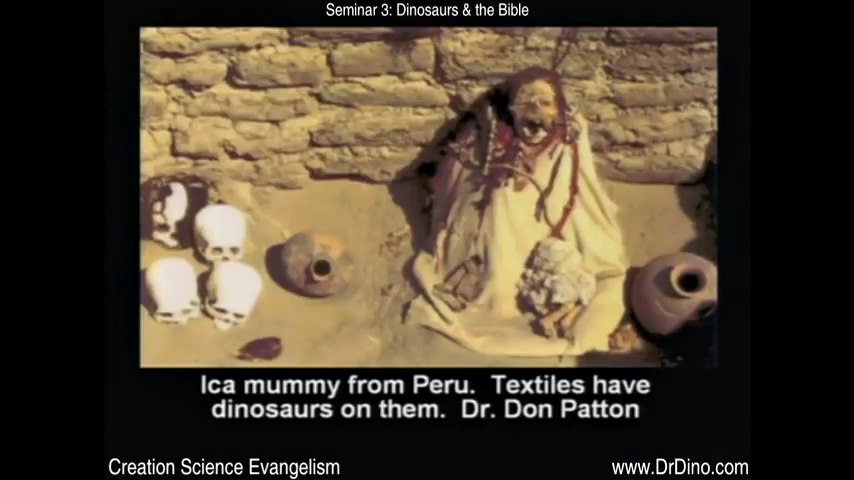 Seminar 3: Dinosaurs & the Bible
Ica mummy from Peru. Textiles have
dinosaurs on them. Dr. Don Patton
Creation Science Evangelism
www.DrDino.com